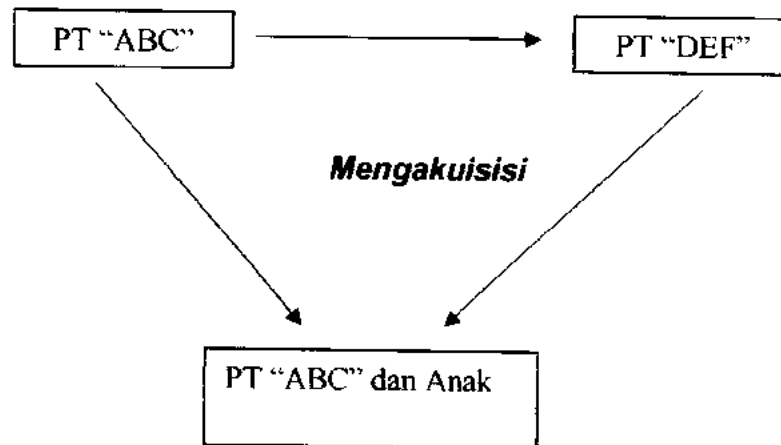 PT “ABC”
PT “DEF”
Mengakuisisi
PT “ABC” dan Anak